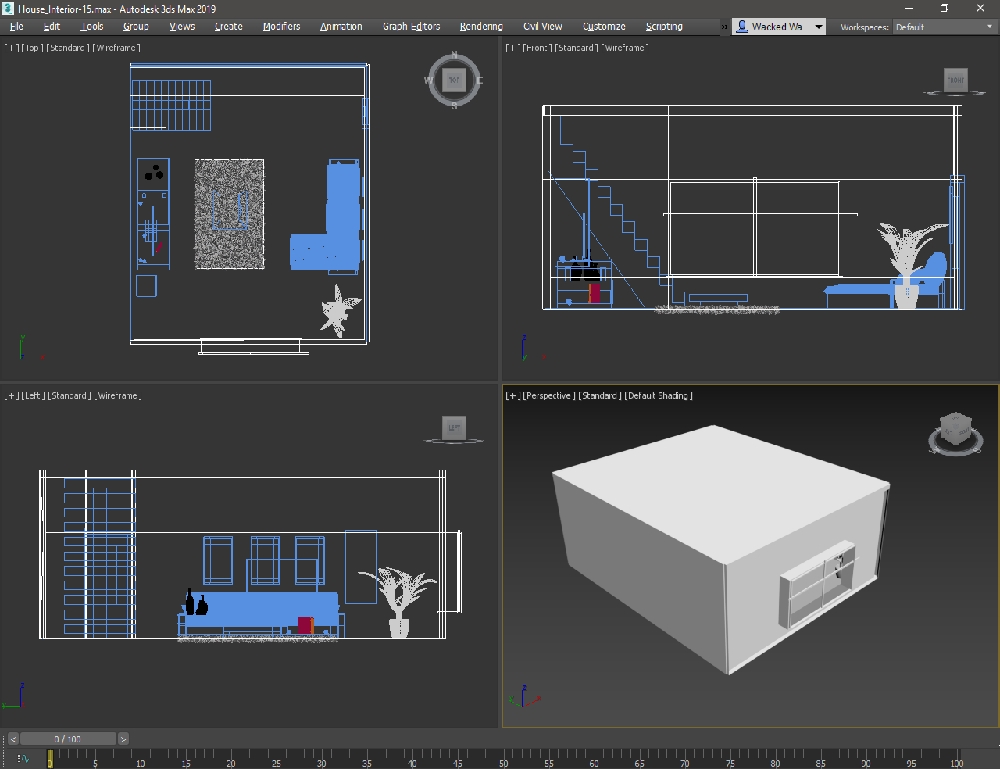 House_Interior-15.max - Autodesk 3ds Max 2019
File Edit Tools Group Views Create Modifiers Animation Graph Editors Rendering Civil View Customize Scripting » Wacked Wa Workspaces: Default
[+] [Top] [Standard] [Wireframe]
[+] [Front] [Standard] [Wireframe]
N
W TOP E
S
FRONT
[+] [Left] [Standard] [Wireframe]
[+] [Perspective] [Standard] [Default Shading]
LEFT
< 0 / 100 >
0 5 10 15 20 25 30 35 40 45 50 55 60 65 70 75 80 85 90 95 100